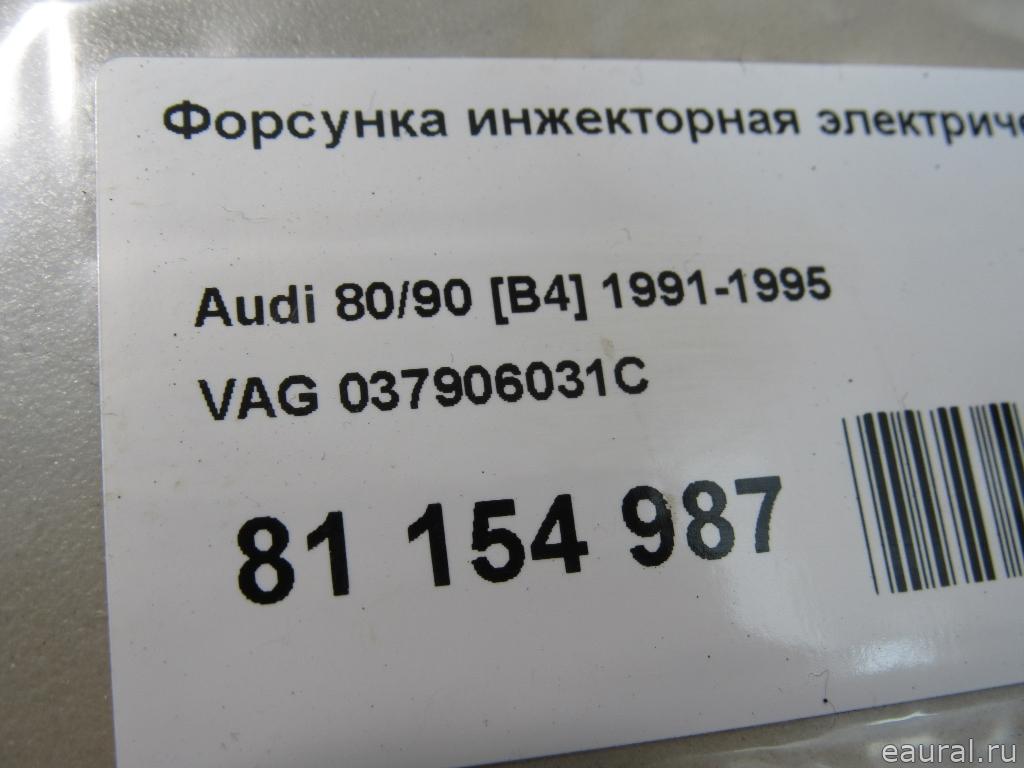 Форсунка инжекторная электриче
Audi 80/90 [B4] 1991-1995
VAG 037906031C
81 154 987
eaural.ru